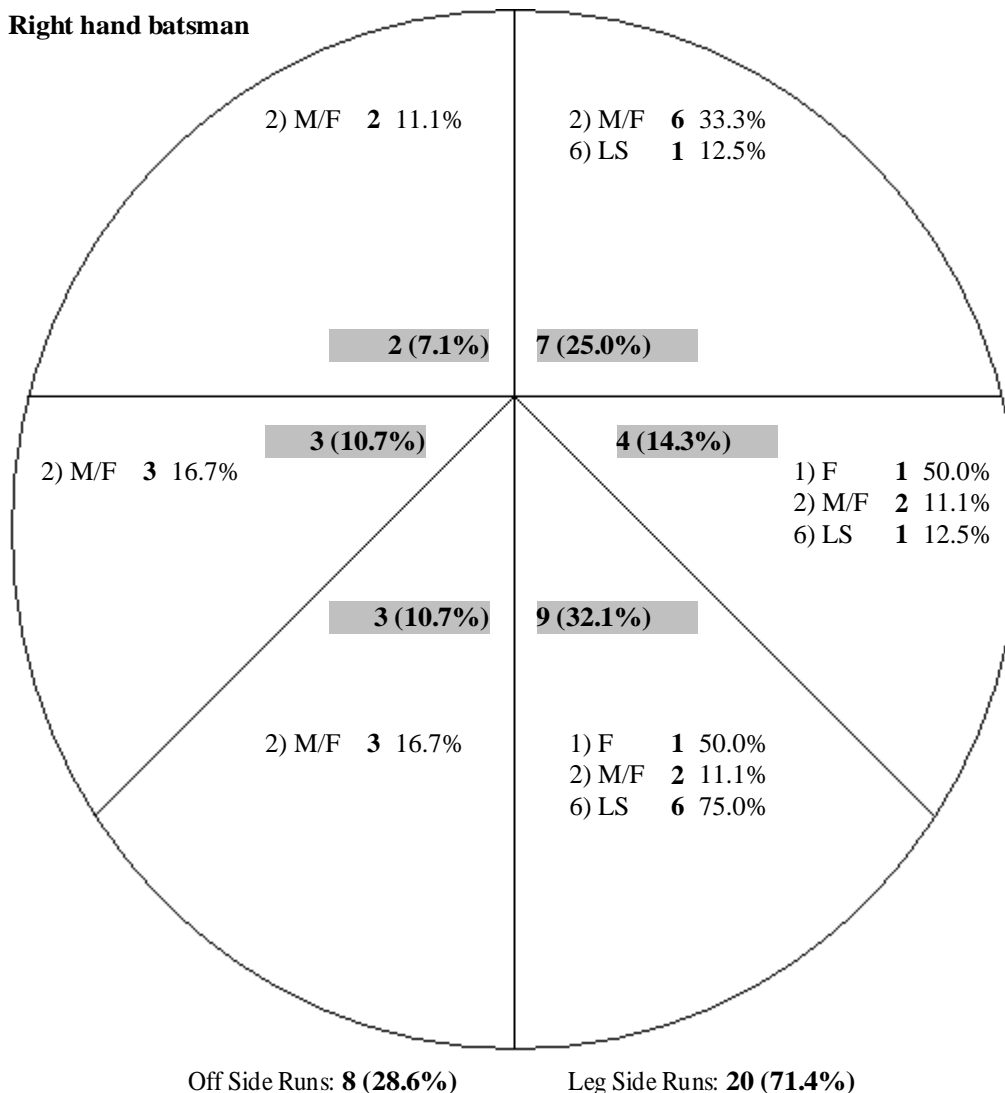 Right hand batsman
2) M/F 2 11.1%
2) M/F 6 33.3%
6) LS 1 12.5%
2 (7.1%)
7 (25.0%)
3 (10.7%)
4 (14.3%)
2) M/F 3 16.7%
1) F 1 50.0%
2) M/F 2 11.1%
6) LS 1 12.5%
3 (10.7%)
9 (32.1%)
2) M/F 3 16.7%
1) F 1 50.0%
2) M/F 2 11.1%
6) LS 6 75.0%
Off Side Runs: 8 (28.6%)
Leg Side Runs: 20 (71.4%)